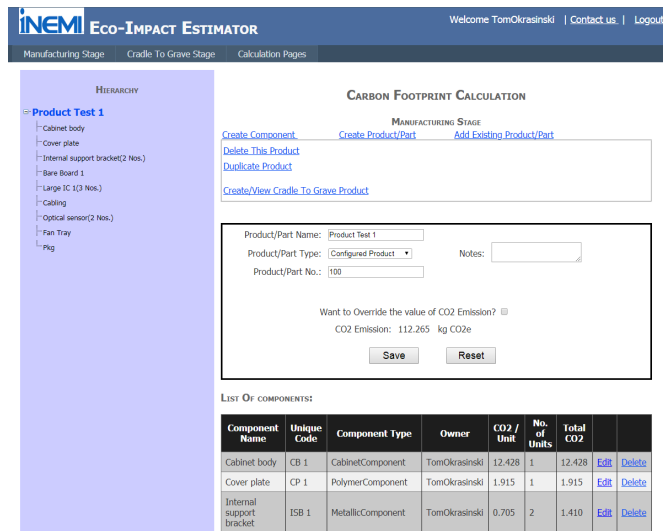 iNEMI Eco-Impact Estimator
Welcome TomOkrasinski | Contact us | Logout
Manufacturing Stage Cradle To Grave Stage Calculation Pages
Hierarchy
Product Test 1
Cabinet body
Cover plate
Internal support bracket(2 Nos.)
Bare Board 1
Large IC 1(3 Nos.)
Cabling
Optical sensor(2 Nos.)
Fan Tray
Pkg
Carbon Footprint Calculation
Manufacturing Stage
Create Component Create Product/Part Add Existing Product/Part
Delete This Product
Duplicate Product
Create/View Cradle To Grave Product
Product/Part Name: Product Test 1
Product/Part Type: Configured Product Notes:
Product/Part No.: 100
Want to Override the value of CO2 Emission?
CO2 Emission: 112.265 kg CO2e
Save Reset
List Of components:
Component Name Unique Code Component Type Owner CO2 / Unit No. of Units Total CO2
Cabinet body CB 1 CabinetComponent TomOkrasinski 12.428 1 12.428 Edit Delete
Cover plate CP 1 PolymerComponent TomOkrasinski 1.915 1 1.915 Edit Delete
Internal support bracket ISB 1 MetallicComponent TomOkrasinski 0.705 2 1.410 Edit Delete